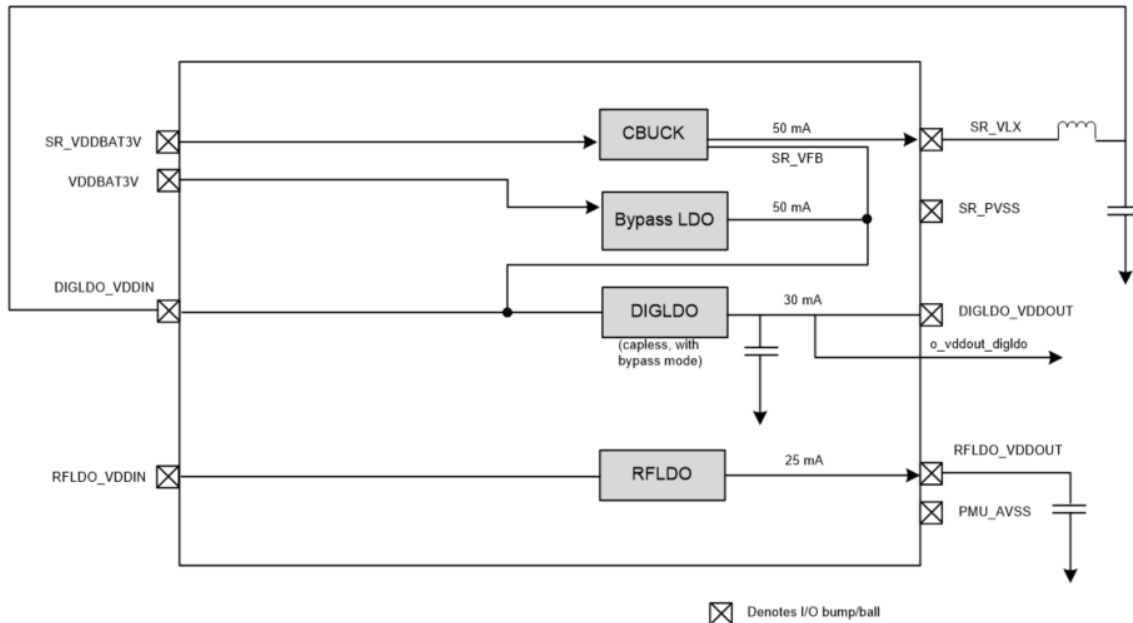 SR_VDDBAT3V
CBUCK
50 mA
SR_VLX
SR_VFB
VDDBAT3V
Bypass LDO
50 mA
SR_PVSS
DIGLDO_VDDIN
DIGLDO
30 mA
DIGLDO_VDDOUT
(capless, with
bypass mode)
o_vddout_digldo
RFLDO_VDDIN
RFLDO
25 mA
RFLDO_VDDOUT
PMU_AVSS
Denotes I/O bump/ball